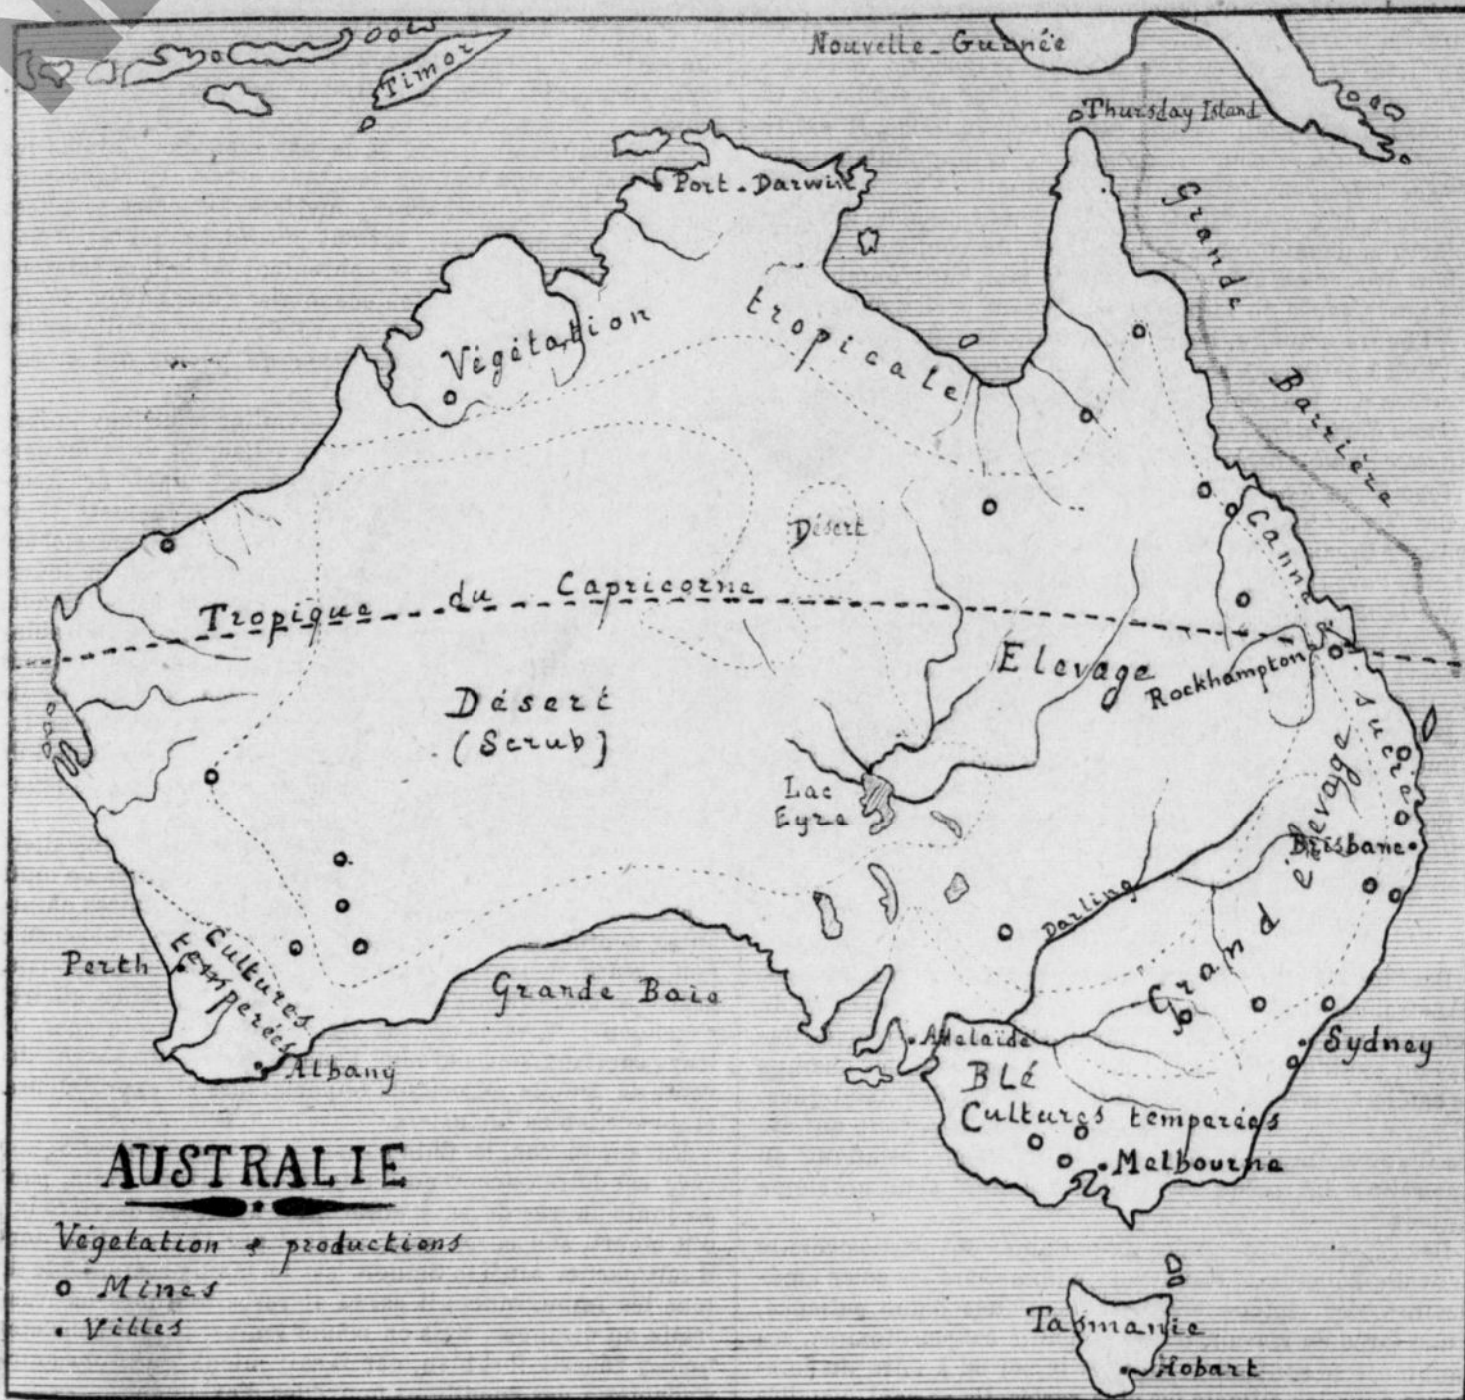 Nouvelle-Guinée
Timor
Thursday Island
Port-Darwin
Grande Barrière
Végétation tropicale
Désert
Canne à sucre
Tropique du Capricorne
Elevage
Rockhampton
Désert
(Scrub)
Lac
Eyre
Grand élevage
Brisbane
Darling
Perth
Cultures
tempérées
Grande Baie
Adelaïde
Sydney
Albany
BLé
Cultures tempérées
Melbourne
AUSTRALIE
Végétation & productions
Mines
Villes
Tasmanie
Hobart